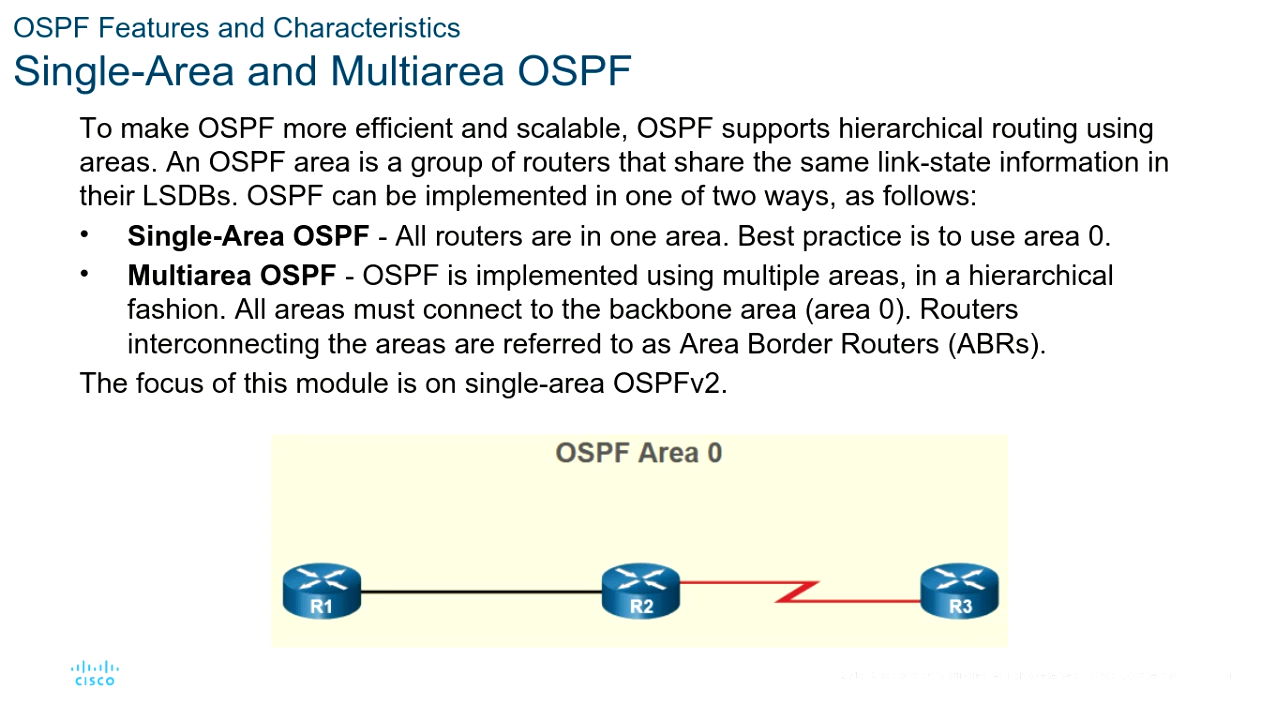 OSPF Features and Characteristics
Single-Area and Multiarea OSPF
To make OSPF more efficient and scalable, OSPF supports hierarchical routing using
areas. An OSPF area is a group of routers that share the same link-state information in
their LSDBs. OSPF can be implemented in one of two ways, as follows:
• Single-Area OSPF - All routers are in one area. Best practice is to use area 0.
• Multiarea OSPF - OSPF is implemented using multiple areas, in a hierarchical
fashion. All areas must connect to the backbone area (area 0). Routers
interconnecting the areas are referred to as Area Border Routers (ABRs).
The focus of this module is on single-area OSPFv2.
OSPF Area 0
R1 R2 R3
CISCO